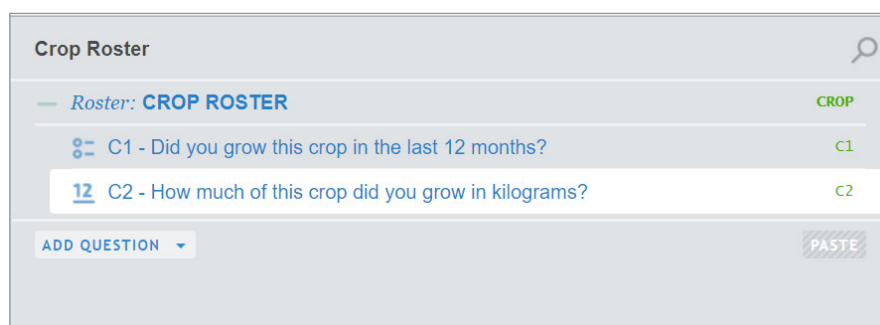 Crop Roster
Roster: CROP ROSTER CROP
C1 - Did you grow this crop in the last 12 months? C1
12 C2 - How much of this crop did you grow in kilograms? C2
ADD QUESTION PASTE